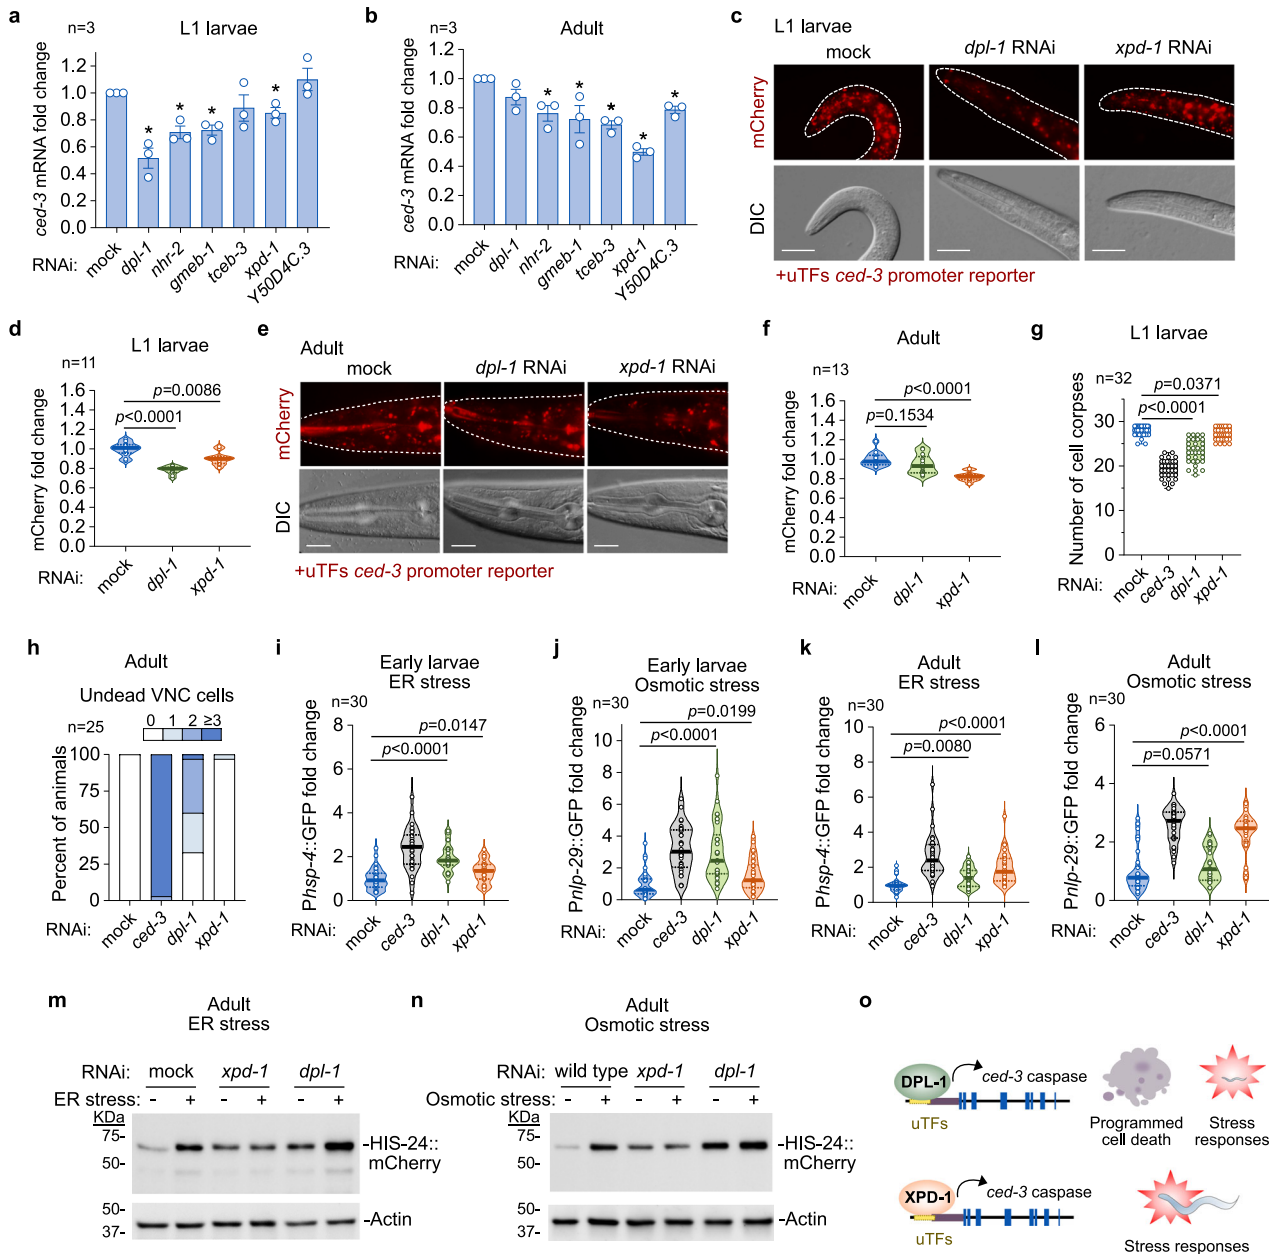 a
n=3
L1 larvae
ced-3 mRNA fold change
1.2
1.0
0.8
0.6
0.4
0.2
0.0
* * * *
RNAi:
mock
dpl-1
nhr-2
gmeb-1
tceb-3
xpd-1
Y50D4C.3
b
n=3
Adult
ced-3 mRNA fold change
1.2
1.0
0.8
0.6
0.4
0.2
0.0
* * * * *
RNAi:
mock
dpl-1
nhr-2
gmeb-1
tceb-3
xpd-1
Y50D4C.3
c
L1 larvae
mock
dpl-1 RNAi
xpd-1 RNAi
mCherry
DIC
+uTFs ced-3 promoter reporter
d
L1 larvae
n=11
mCherry fold change
1.6
1.4
1.2
1.0
0.8
0.6
0.4
0.2
0.0
p=0.0086
p<0.0001
RNAi:
mock
dpl-1
xpd-1
e
Adult
mock
dpl-1 RNAi
xpd-1 RNAi
mCherry
DIC
+uTFs ced-3 promoter reporter
f
Adult
n=13
mCherry fold change
1.6
1.4
1.2
1.0
0.8
0.6
0.4
0.2
0.0
p<0.0001
p=0.1534
RNAi:
mock
dpl-1
xpd-1
g
L1 larvae
n=32
Number of cell corpses
30
20
10
0
p=0.0371
p<0.0001
RNAi:
mock
ced-3
dpl-1
xpd-1
h
Adult
Undead VNC cells
0 1 2 ≥3
n=25
Percent of animals
100
75
50
25
0
RNAi:
mock
ced-3
dpl-1
xpd-1
i
Early larvae
ER stress
n=30
Phsp-4::GFP fold change
8
6
4
2
0
p=0.0147
p<0.0001
RNAi:
mock
ced-3
dpl-1
xpd-1
j
Early larvae
Osmotic stress
n=30
Pnlp-29::GFP fold change
10
8
6
4
2
0
p=0.0199
p<0.0001
RNAi:
mock
ced-3
dpl-1
xpd-1
k
Adult
ER stress
n=30
Phsp-4::GFP fold change
10
8
6
4
2
0
p<0.0001
p=0.0080
RNAi:
mock
ced-3
dpl-1
xpd-1
l
Adult
Osmotic stress
n=30
Pnlp-29::GFP fold change
6
4
2
0
p<0.0001
p=0.0571
RNAi:
mock
ced-3
dpl-1
xpd-1
m
Adult
ER stress
RNAi: mock xpd-1 dpl-1
ER stress: - + - + - +
KDa
75-
50-
-HIS-24::
mCherry
50-
37-
-Actin
n
Adult
Osmotic stress
RNAi: wild type xpd-1 dpl-1
Osmotic stress: - + - + - +
KDa
75-
50-
-HIS-24::
mCherry
50-
37-
-Actin
o
DPL-1
ced-3 caspase
uTFs
Programmed
cell death
Stress
responses
XPD-1
ced-3 caspase
uTFs
Stress responses